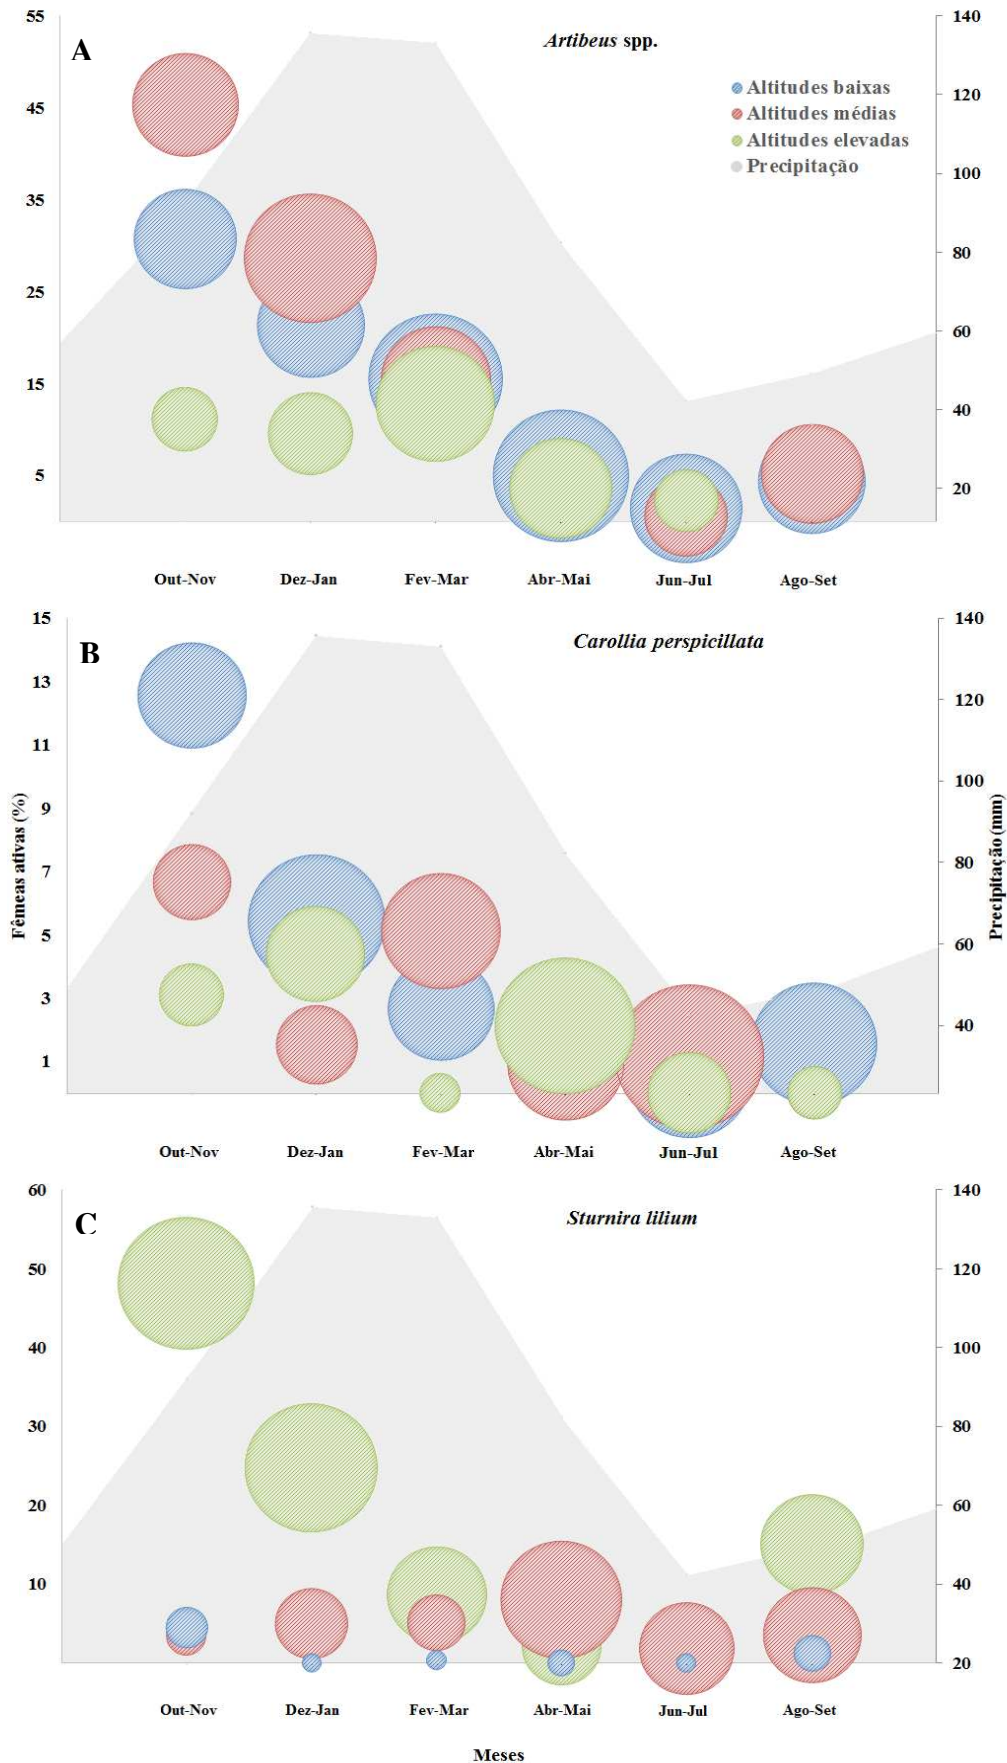 A
Artibeus spp.
Altitudes baixas
Altitudes médias
Altitudes elevadas
Precipitação
55
45
35
25
15
5
140
120
100
80
60
40
20
Out-Nov Dez-Jan Fev-Mar Abr-Mai Jun-Jul Ago-Set
B
Carollia perspicillata
15
13
11
9
7
5
3
1
140
120
100
80
60
40
Fêmeas ativas (%)
Precipitação (mm)
Out-Nov Dez-Jan Fev-Mar Abr-Mai Jun-Jul Ago-Set
C
Sturnira lilium
60
50
40
30
20
10
140
120
100
80
60
40
20
Out-Nov Dez-Jan Fev-Mar Abr-Mai Jun-Jul Ago-Set
Meses